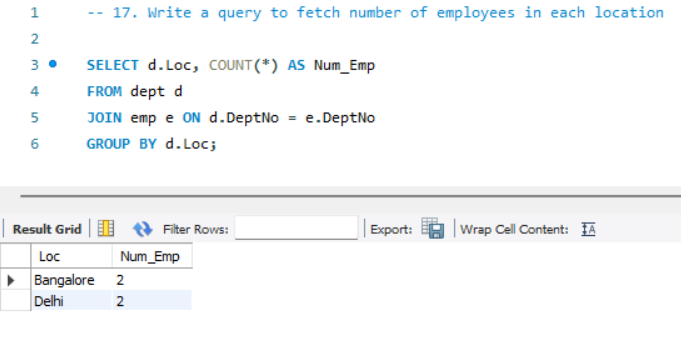 1 -- 17. Write a query to fetch number of employees in each location
2
3 SELECT d.Loc, COUNT(*) AS Num_Emp
4 FROM dept d
5 JOIN emp e ON d.DeptNo = e.DeptNo
6 GROUP BY d.Loc;
Result Grid Filter Rows: Export: Wrap Cell Content: IA
Loc Num_Emp
Bangalore 2
Delhi 2